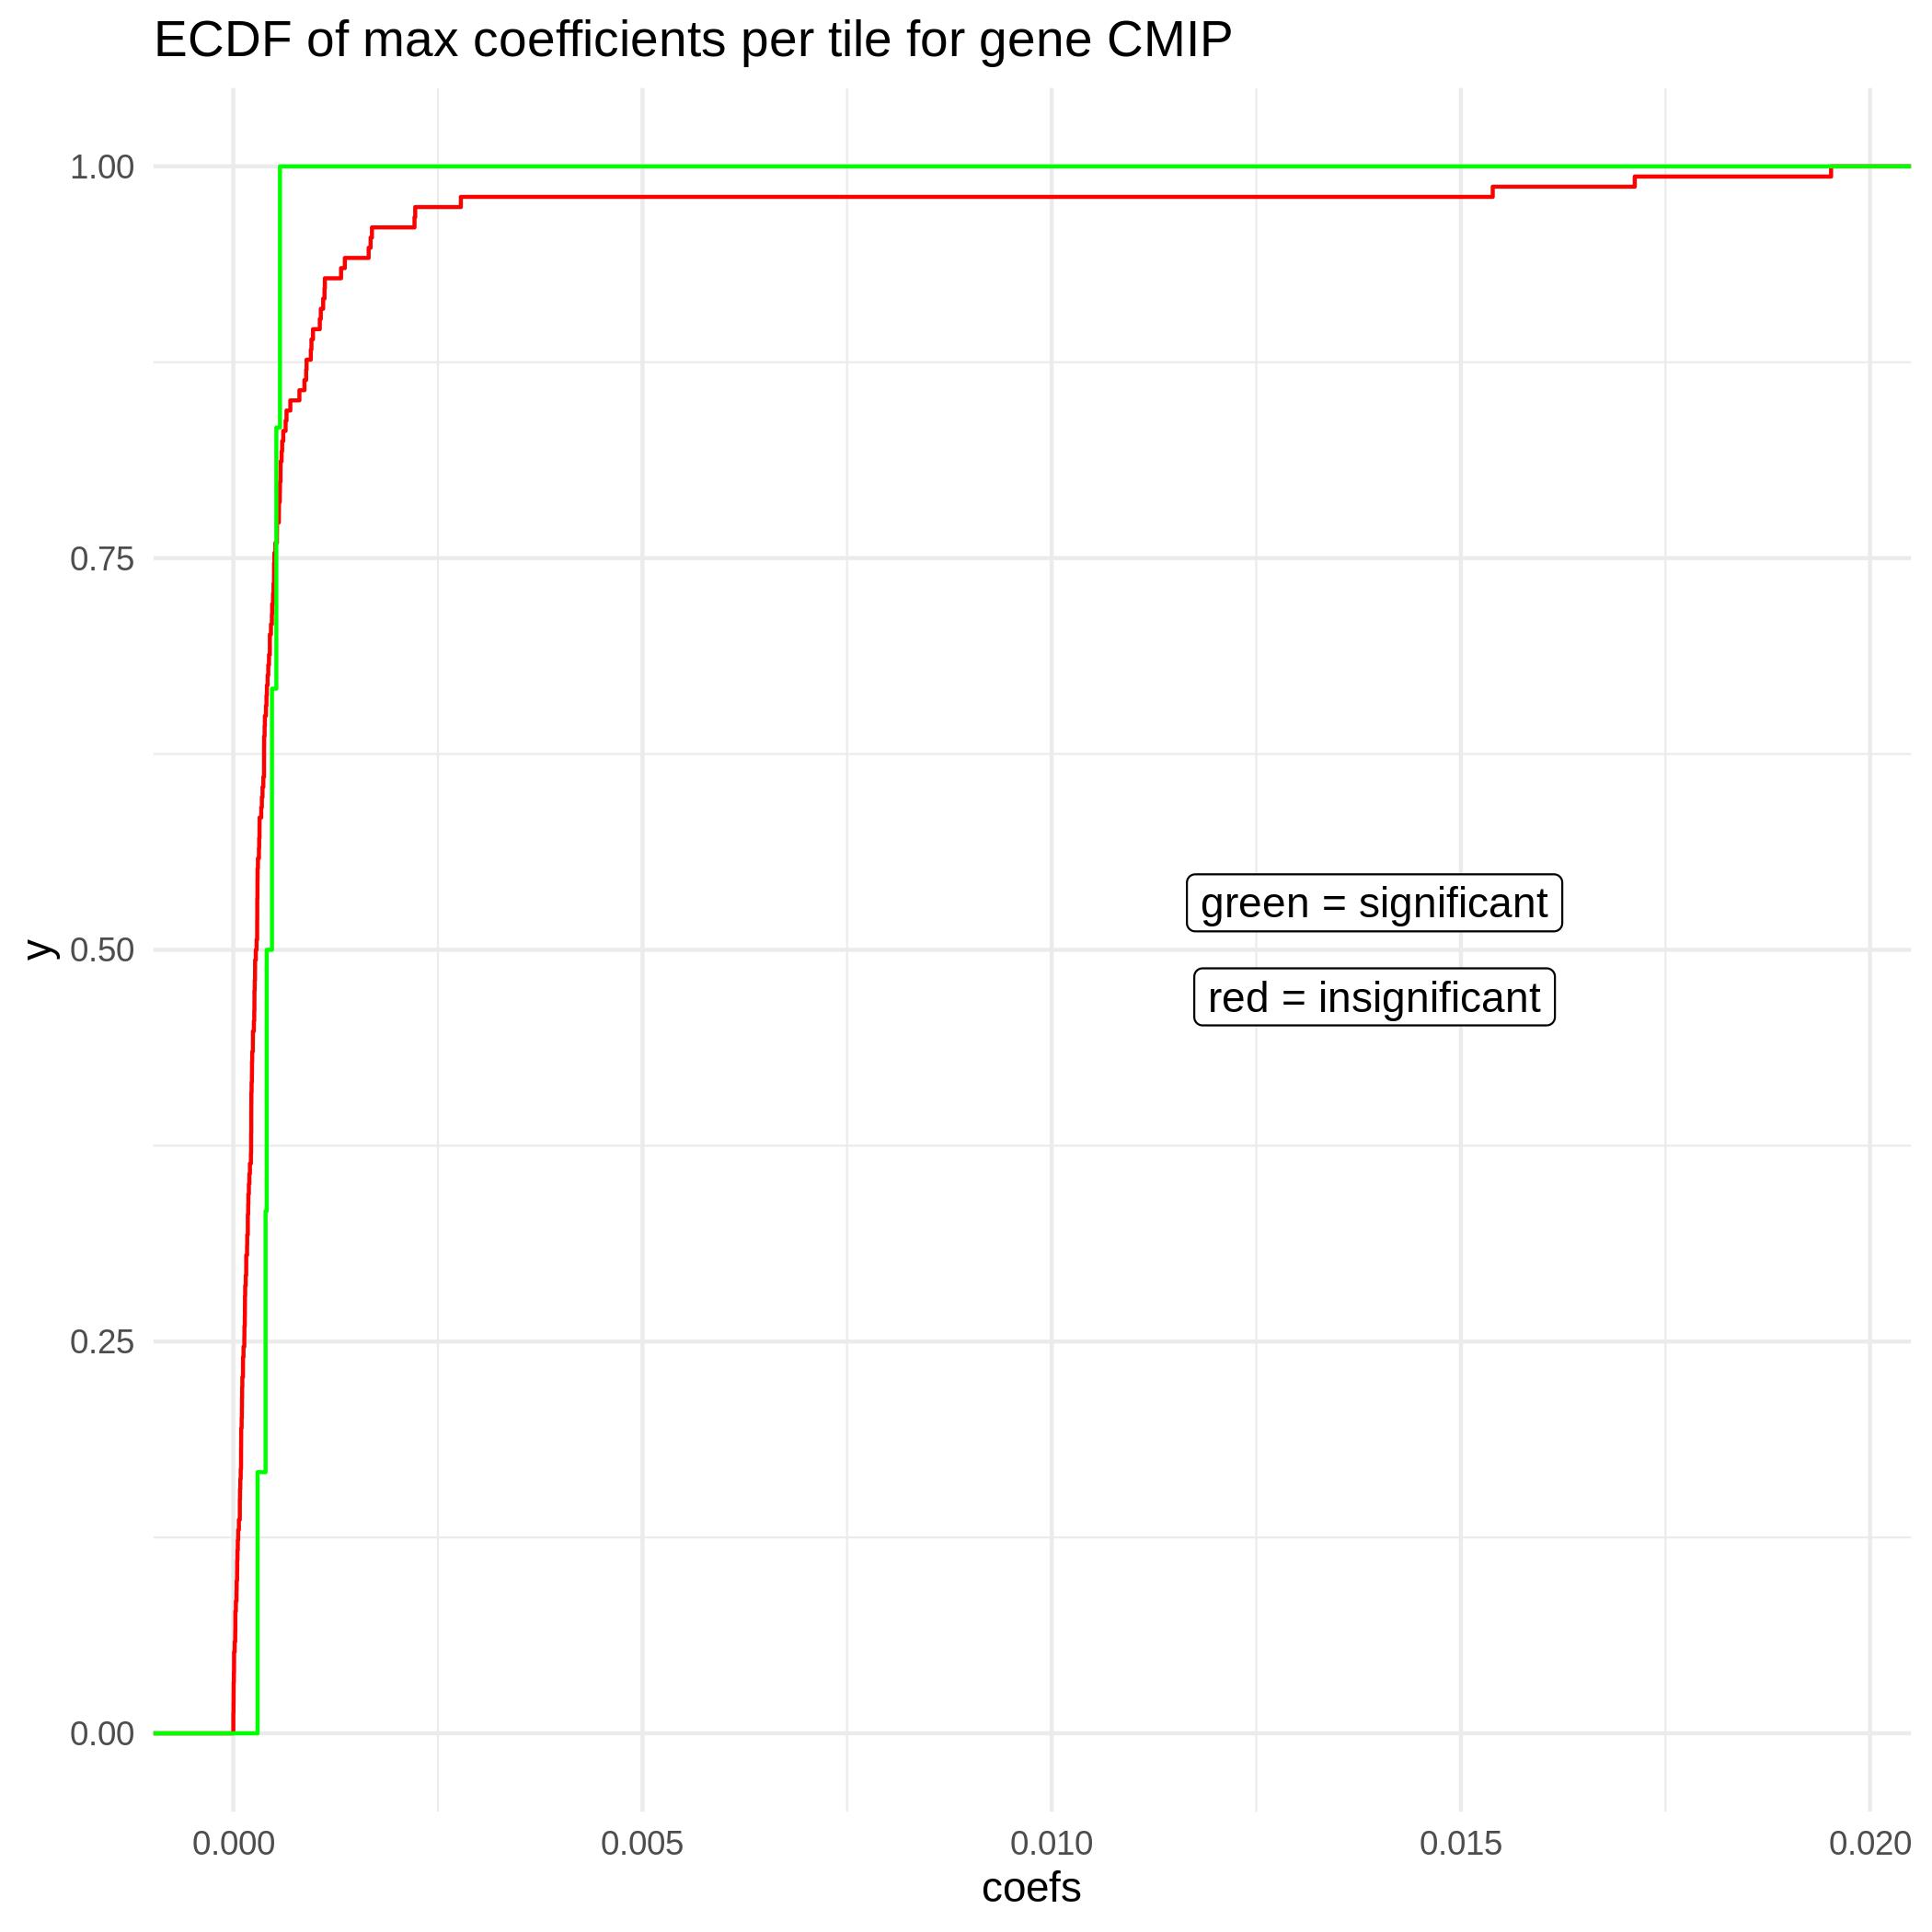 ECDF of max coefficients per tile for gene CMIP
1.00
0.75
0.50
0.25
0.00
y
green = significant
red = insignificant
0.000 0.005 0.010 0.015 0.020
coefs